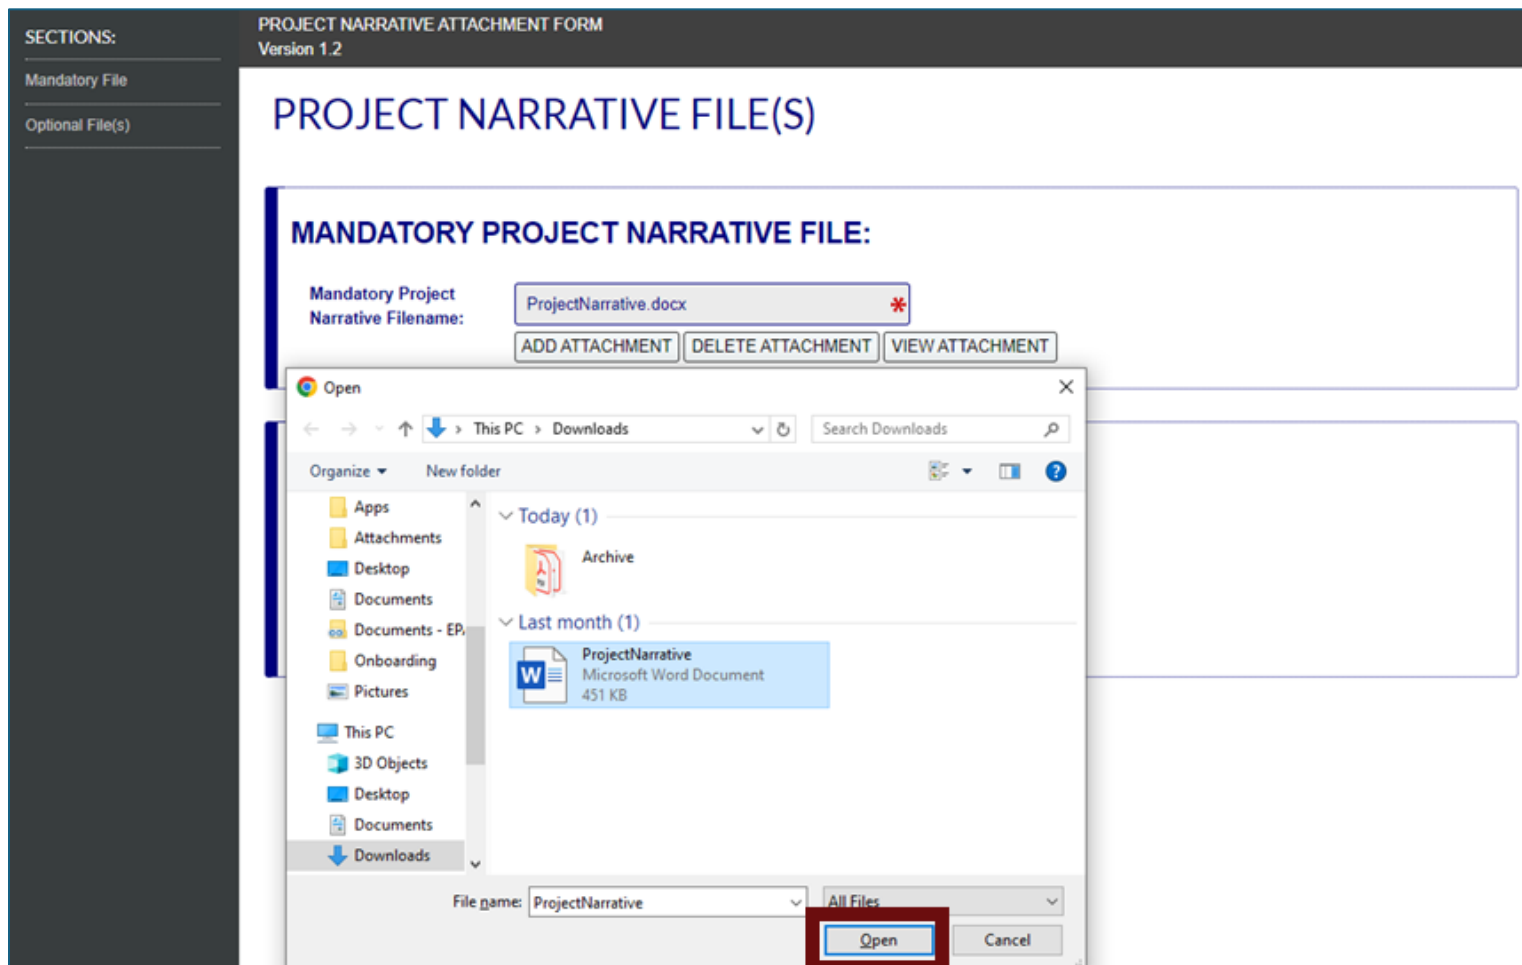 SECTIONS:
Mandatory File
Optional File(s)
PROJECT NARRATIVE ATTACHMENT FORM
Version 1.2
PROJECT NARRATIVE FILE(S)
MANDATORY PROJECT NARRATIVE FILE:
Mandatory Project
Narrative Filename:
ProjectNarrative.docx *
ADD ATTACHMENT DELETE ATTACHMENT VIEW ATTACHMENT
Open
This PC > Downloads
Search Downloads
Organize New folder
Apps
Attachments
Desktop
Documents
Documents - EP
Onboarding
Pictures
This PC
3D Objects
Desktop
Documents
Downloads
Today (1)
Archive
Last month (1)
W
ProjectNarrative
Microsoft Word Document
451 KB
File name: ProjectNarrative
All Files
Open Cancel